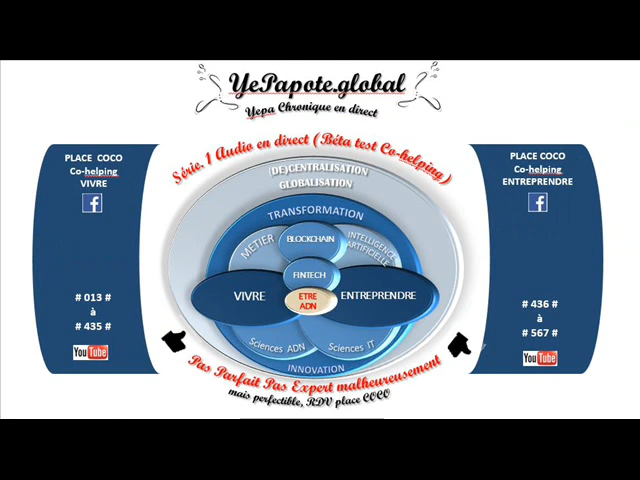 YePapote.global
Yepa Chronique en direct
Série, 1 Audio en direct (Béta test Co-helping)
PLACE COCO
Co-helping
VIVRE
f
# 013 #
à
# 435 #
YouTube
(DE)CENTRALISATION
GLOBALISATION
TRANSFORMATION
METIER
BLOCKCHAIN
INTELLIGENCE
ARTIFICIELLE
FINTECH
VIVRE
ETRE
ADN
ENTREPRENDRE
Sciences ADN
Sciences IT
INNOVATION
PLACE COCO
Co-helping
ENTREPRENDRE
f
# 436 #
à
# 567 #
YouTube
Pas Parfait Pas Expert malheureusement
mais perfectible, RDV place COCO